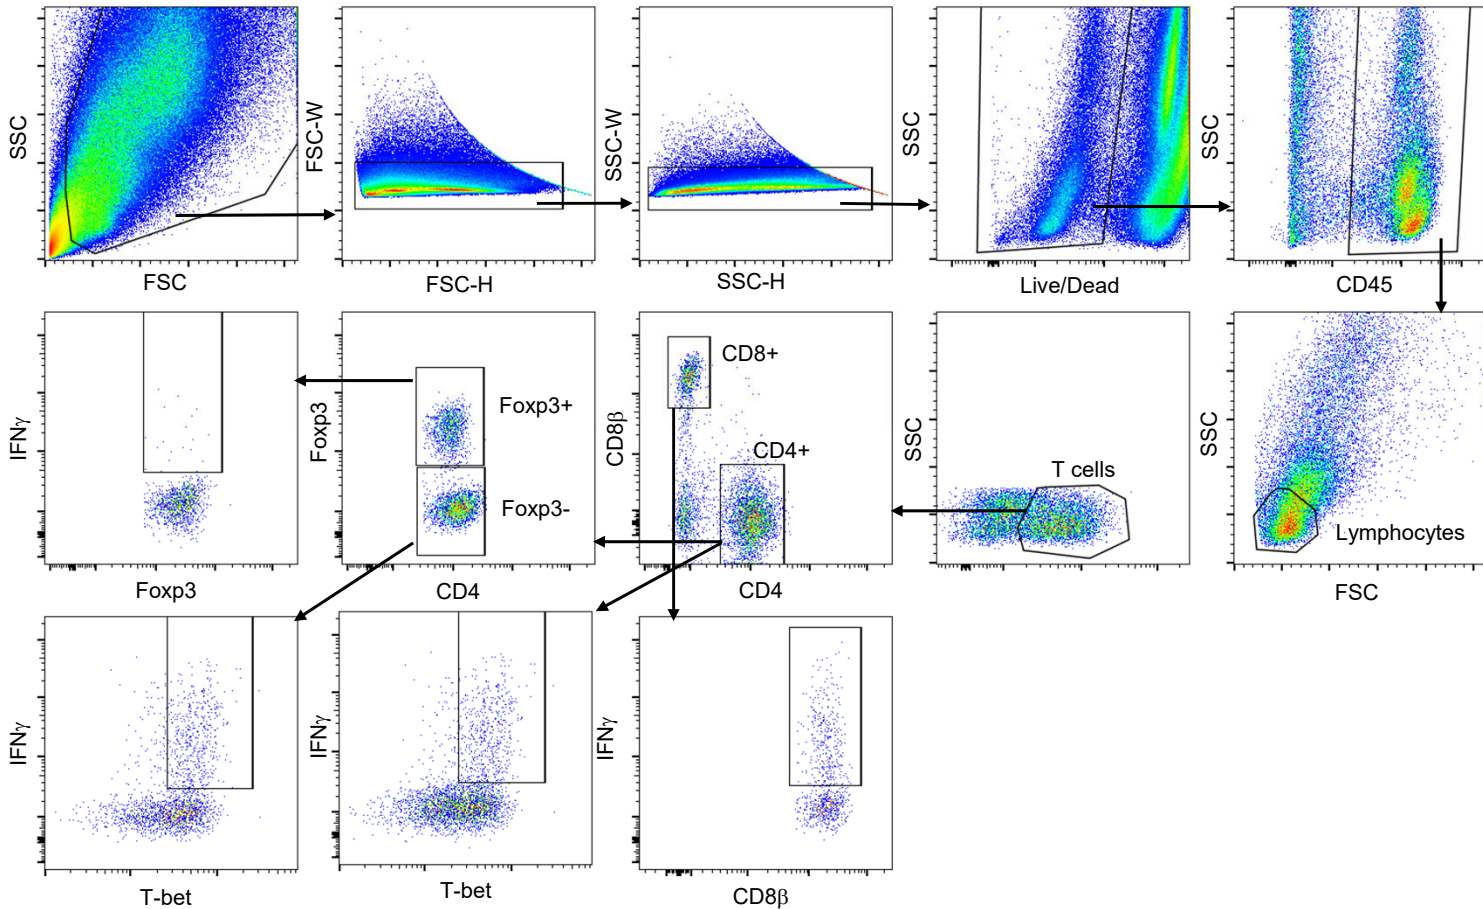 SSC
FSC
FSC-W
FSC-H
SSC-W
SSC-H
SSC
Live/Dead
SSC
CD45
IFNγ
Foxp3
Foxp3
Foxp3+
Foxp3-
CD4
CD8β
CD8+
CD4+
CD4
SSC
T cells
SSC
Lymphocytes
FSC
IFNγ
T-bet
IFNγ
T-bet
IFNγ
CD8β